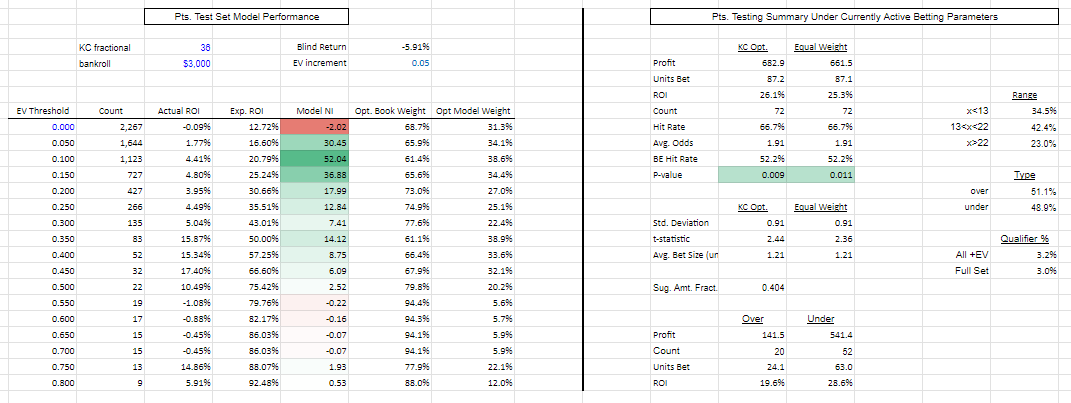 Pts. Test Set Model Performance
KC fractional 36 Blind Return -5.91%
bankroll $3,000 EV increment 0.05
EV Threshold Count Actual ROI Exp. ROI Model NI Opt. Book Weight Opt Model Weight
0.000 2,267 -0.09% 12.72% -2.02 68.7% 31.3%
0.050 1,644 1.77% 16.60% 30.45 65.9% 34.1%
0.100 1,123 4.41% 20.79% 52.04 61.4% 38.6%
0.150 727 4.80% 25.24% 36.88 65.6% 34.4%
0.200 427 3.95% 30.66% 17.99 73.0% 27.0%
0.250 266 4.49% 35.51% 12.84 74.9% 25.1%
0.300 135 5.04% 43.01% 7.41 77.6% 22.4%
0.350 83 15.87% 50.00% 14.12 61.1% 38.9%
0.400 52 15.34% 57.25% 8.75 66.4% 33.6%
0.450 32 17.40% 66.60% 6.09 67.9% 32.1%
0.500 22 10.49% 75.42% 2.52 79.8% 20.2%
0.550 19 -1.08% 79.76% -0.22 94.4% 5.6%
0.600 17 -0.88% 82.17% -0.16 94.3% 5.7%
0.650 15 -0.45% 86.03% -0.07 94.1% 5.9%
0.700 15 -0.45% 86.03% -0.07 94.1% 5.9%
0.750 13 14.86% 88.07% 1.93 77.9% 22.1%
0.800 9 5.91% 92.48% 0.53 88.0% 12.0%
Pts. Testing Summary Under Currently Active Betting Parameters
KC Opt. Equal Weight
Profit 682.9 661.5
Units Bet 87.2 87.1
ROI 26.1% 25.3% Range
Count 72 72 x<13 34.5%
Hit Rate 66.7% 66.7% 13<x<22 42.4%
Avg. Odds 1.91 1.91 x>22 23.0%
BE Hit Rate 52.2% 52.2%
P-value 0.009 0.011 Type
over 51.1%
KC Opt. Equal Weight under 48.9%
Std. Deviation 0.91 0.91
t-statistic 2.44 2.36 Qualifier %
Avg. Bet Size (un 1.21 1.21 All +EV 3.2%
Full Set 3.0%
Sug. Amt. Fract. 0.404
Over Under
Profit 141.5 541.4
Count 20 52
Units Bet 24.1 63.0
ROI 19.6% 28.6%